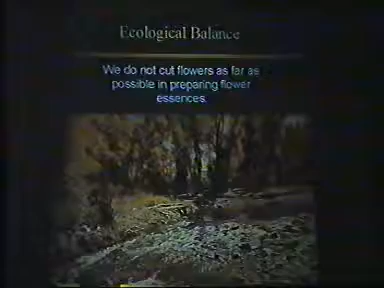 Ecological Balance
We do not cut flowers as far as
possible in preparing flower
essences.